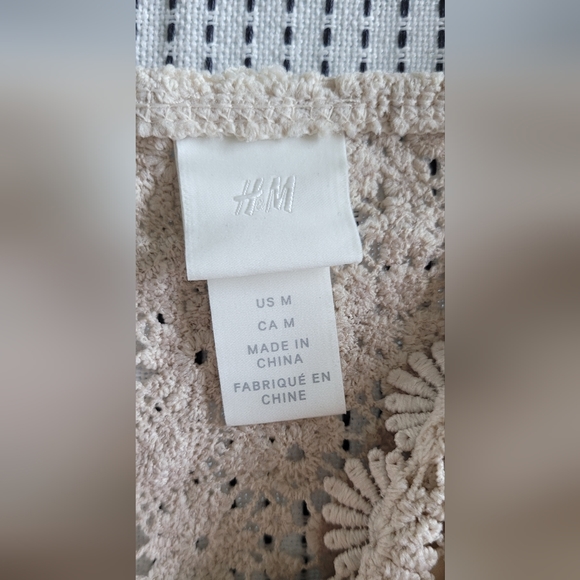 H&M
US M
CA M
MADE IN
CHINA
FABRIQUÉ EN
CHINE